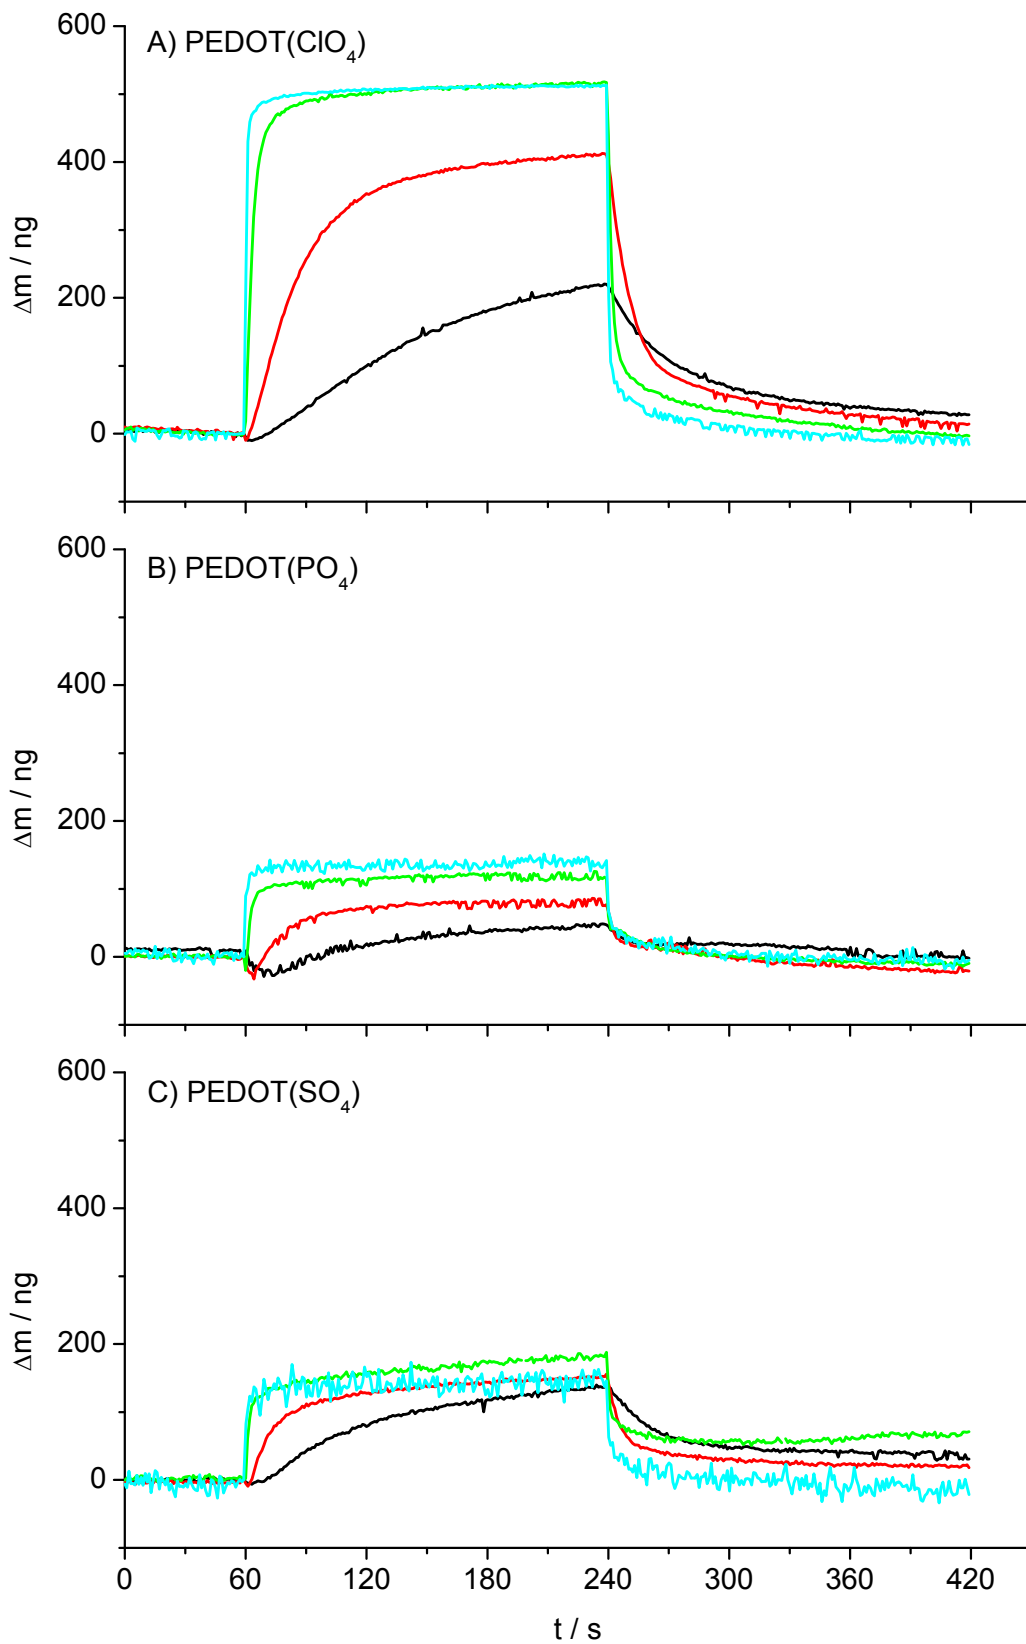 600
A) PEDOT(ClO₄)
400
Δm / ng
200
0
600
B) PEDOT(PO₄)
400
Δm / ng
200
0
600
C) PEDOT(SO₄)
400
Δm / ng
200
0
0 60 120 180 240 300 360 420
t / s